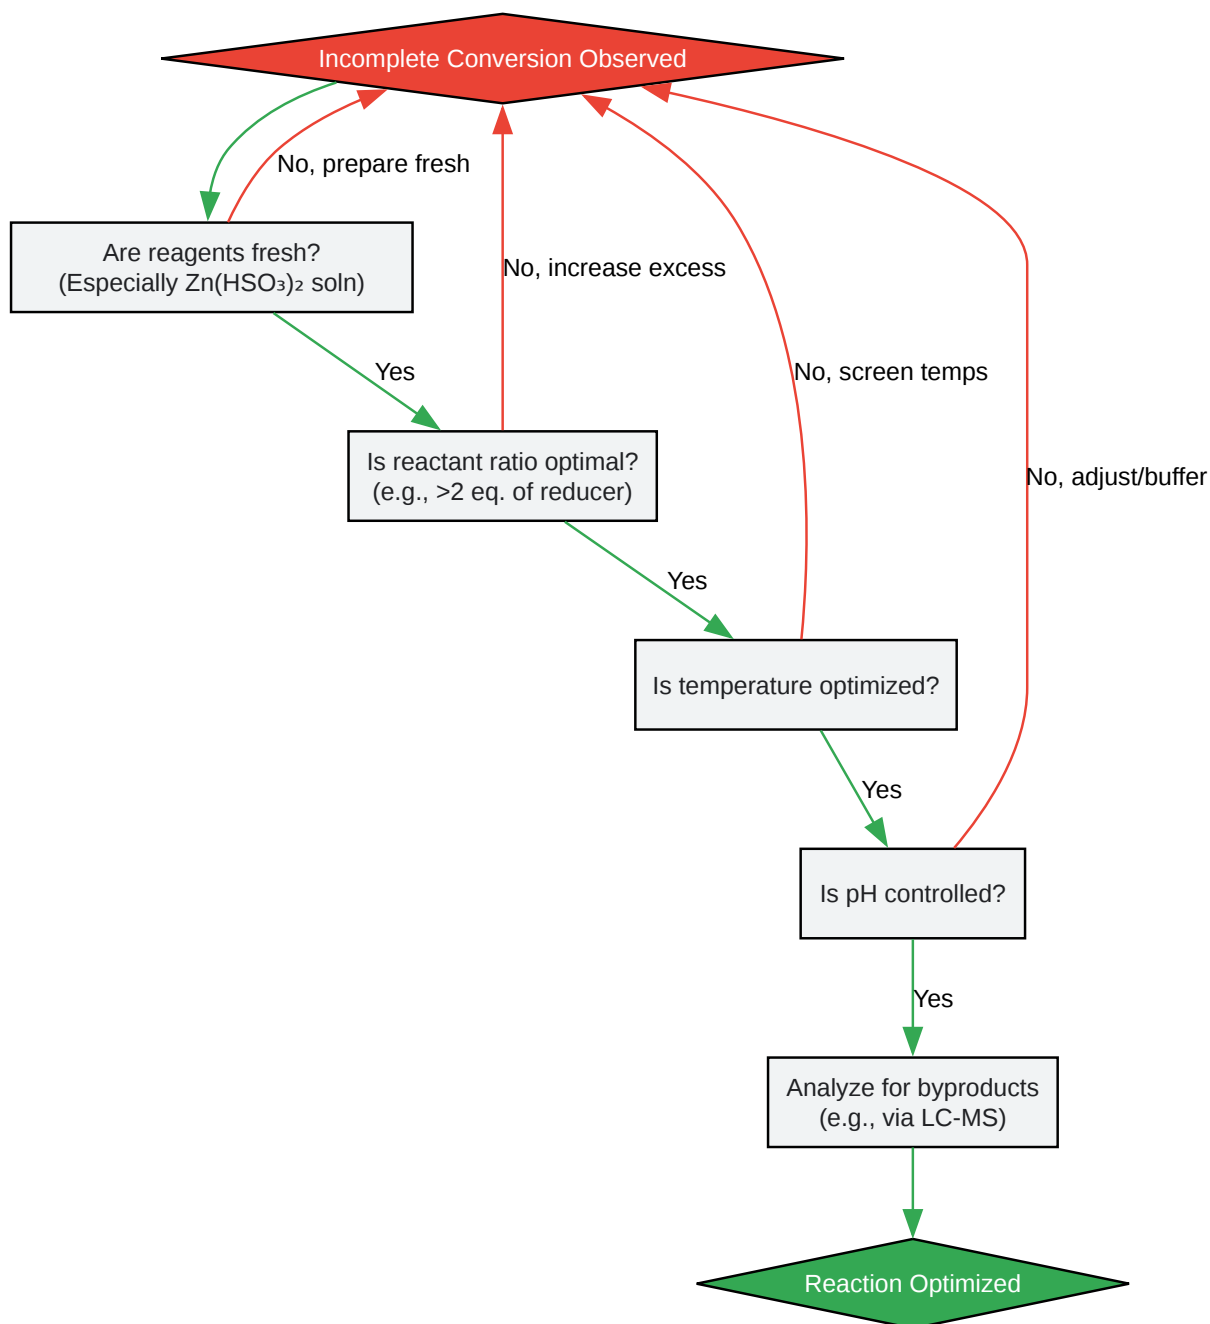 Incomplete Conversion Observed
No, prepare fresh
Are reagents fresh?
(Especially Zn(HSO₃)₂ soln)
No, increase excess
Yes
No, screen temps
Is reactant ratio optimal?
(e.g., >2 eq. of reducer)
No, adjust/buffer
Yes
Is temperature optimized?
Yes
Is pH controlled?
Yes
Analyze for byproducts
(e.g., via LC-MS)
Reaction Optimized